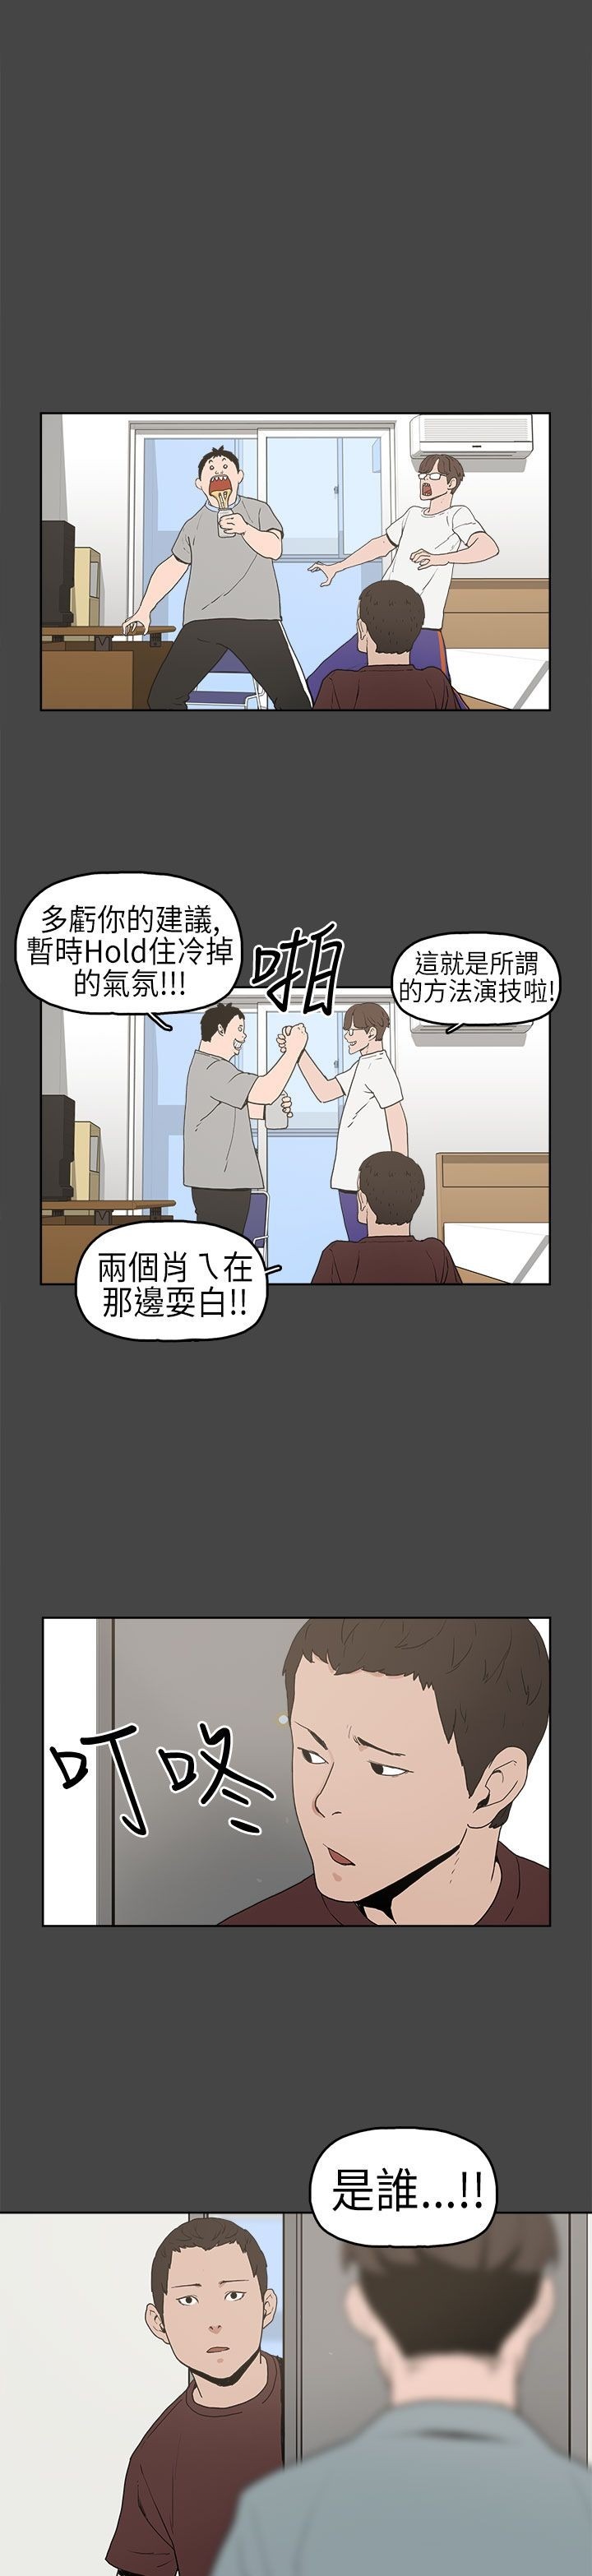 多虧你的建議,
暫時Hold住冷掉
的氣氛!!!
啪
這就是所謂
的方法演技啦!
兩個肖ㄟ在
那邊耍白!!
叮咚
是誰...!!